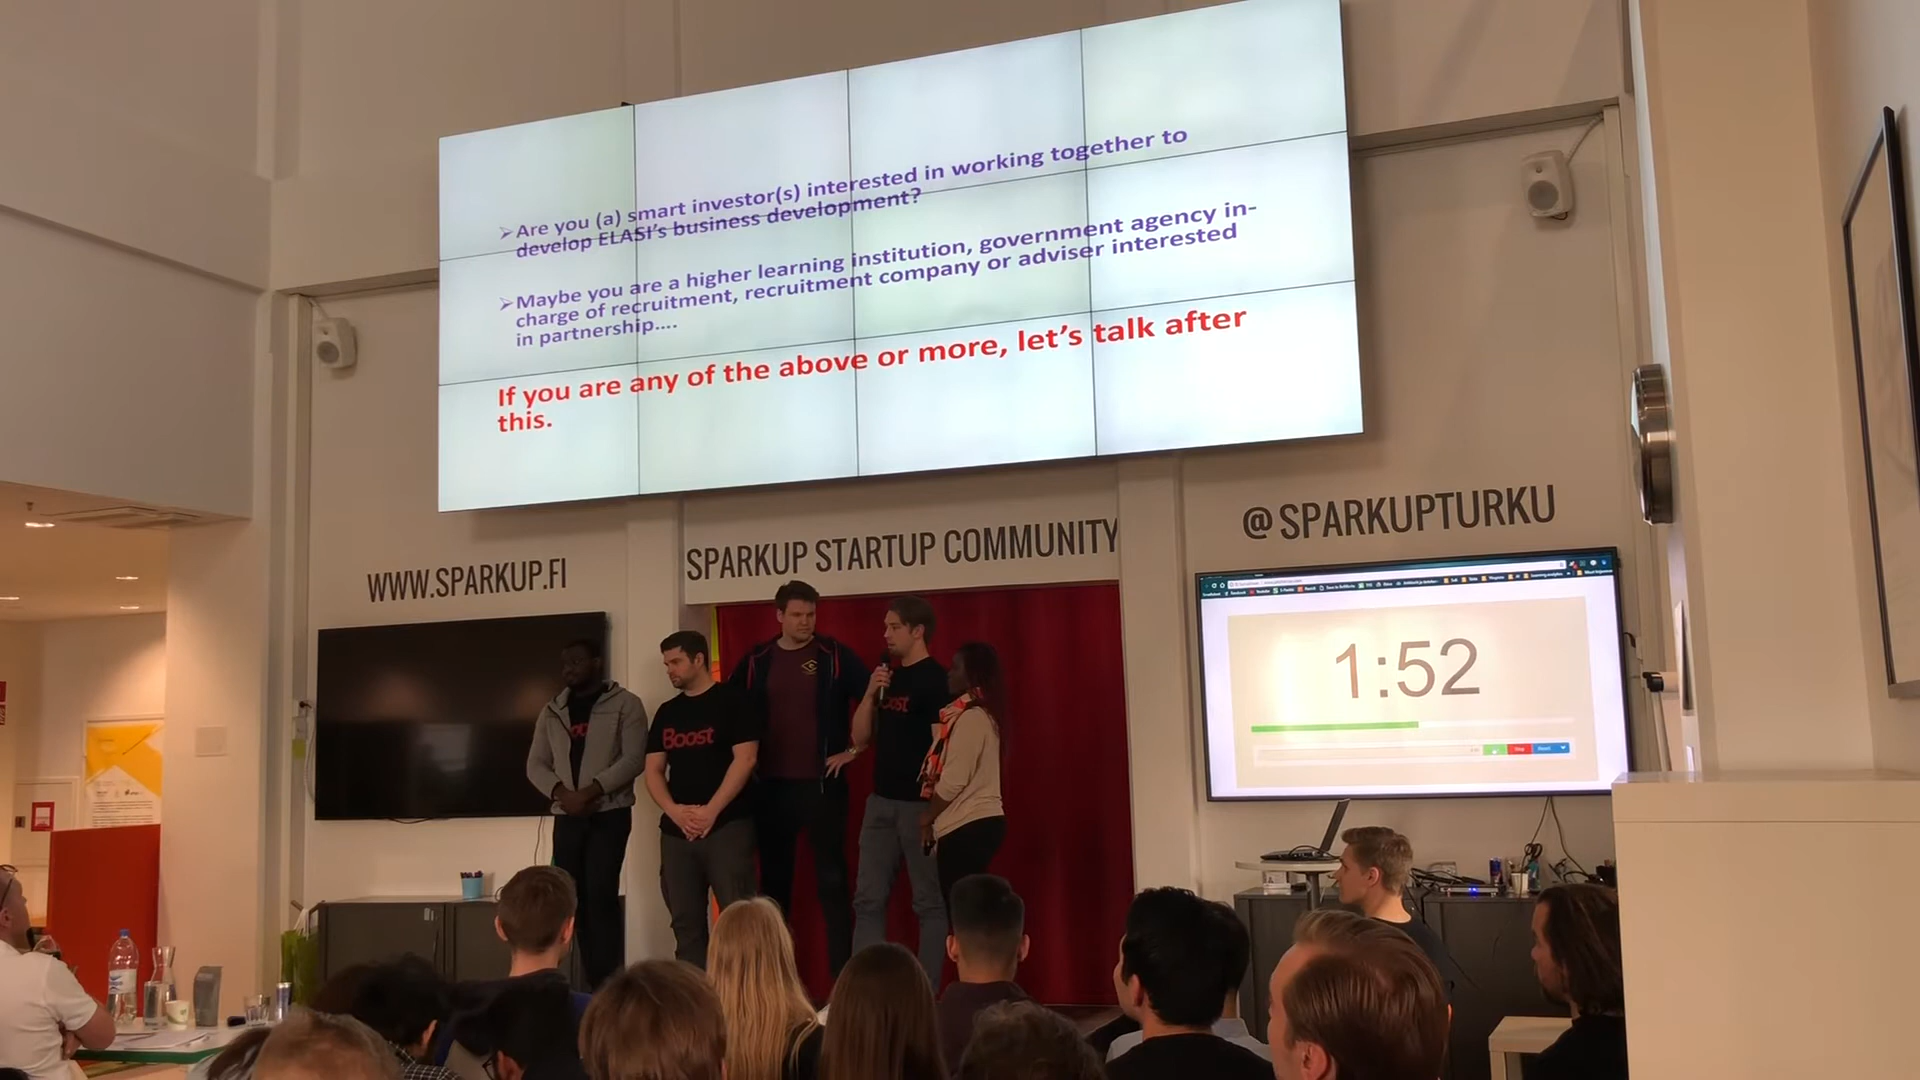 ➢Are you (a) smart investor(s) interested in working together to
develop ELASI's business development?
➢Maybe you are a higher learning institution, government agency in-
charge of recruitment, recruitment company or adviser interested
in partnership....
If you are any of the above or more, let's talk after
this.
WWW.SPARKUP.FI
SPARKUP STARTUP COMMUNITY
@SPARKUPTURKU
1:52
Boost